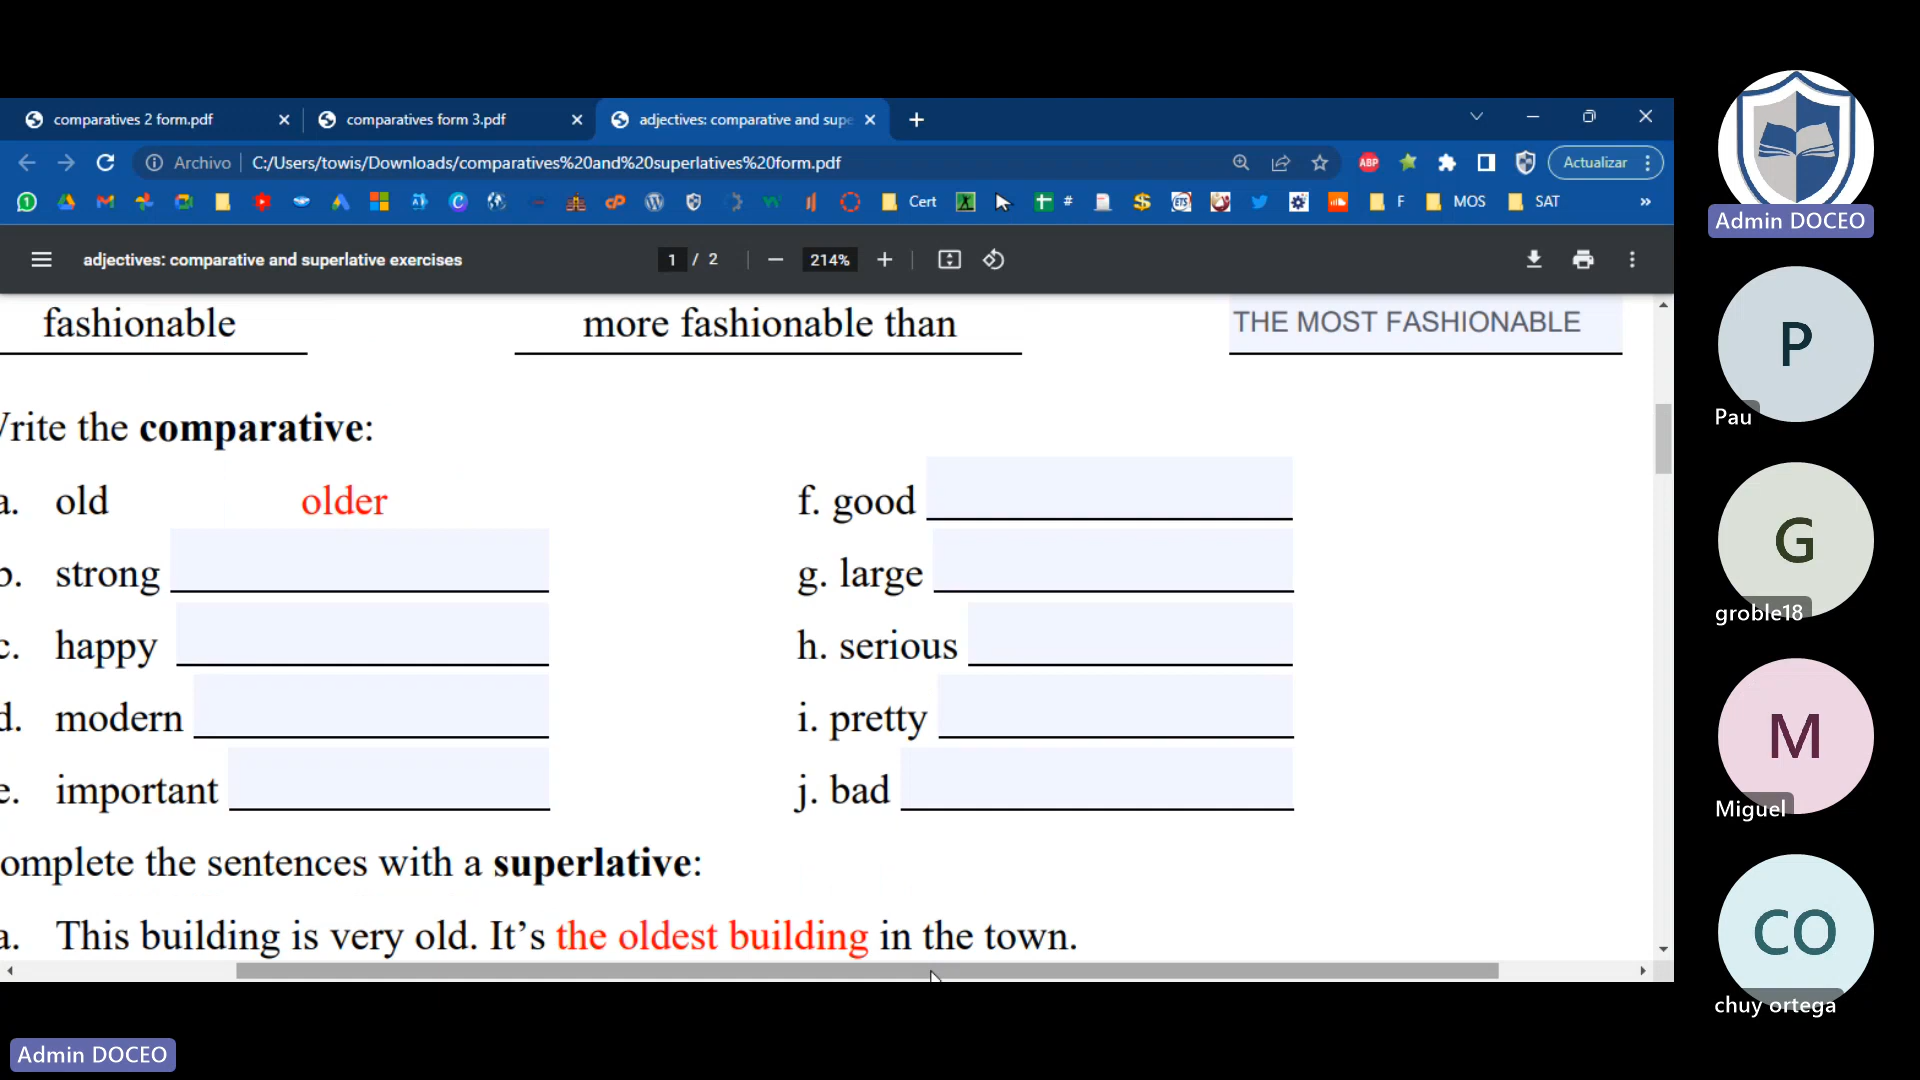 comparatives 2 form.pdf
comparatives form 3.pdf
adjectives: comparative and supe
Archivo
C:/Users/towis/Downloads/comparatives%20and%20superlatives%20form.pdf
ABP
Actualizar
Cert
#
F
MOS
SAT
»
adjectives: comparative and superlative exercises
1 / 2
214%
fashionable
more fashionable than
THE MOST FASHIONABLE
rite the comparative:
a. old older
f. good
b. strong
g. large
c. happy
h. serious
d. modern
i. pretty
e. important
j. bad
omplete the sentences with a superlative:
a. This building is very old. It’s the oldest building in the town.
Admin DOCEO
Admin DOCEO
P
Pau
G
groble18
M
Miguel
CO
chuy ortega